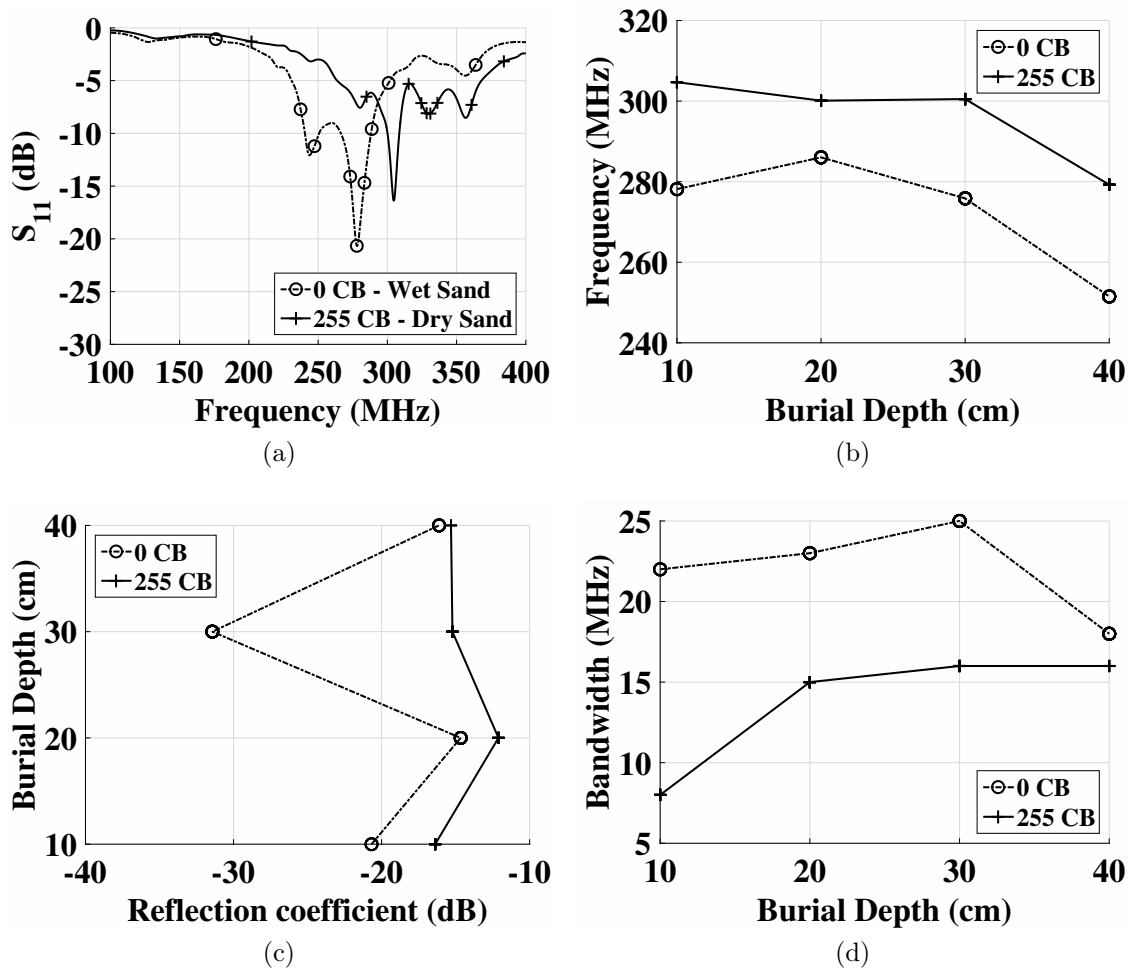 0
-5
-10
-15
-20
-25
-30
S11 (dB)
0 CB - Wet Sand
255 CB - Dry Sand
100 150 200 250 300 350 400
Frequency (MHz)
(a)
320
300
280
260
240
Frequency (MHz)
0 CB
255 CB
10 20 30 40
Burial Depth (cm)
(b)
40
30
20
10
Burial Depth (cm)
0 CB
255 CB
-40 -30 -20 -10
Reflection coefficient (dB)
(c)
25
22
15
12
5
Bandwidth (MHz)
0 CB
255 CB
10 20 30 40
Burial Depth (cm)
(d)